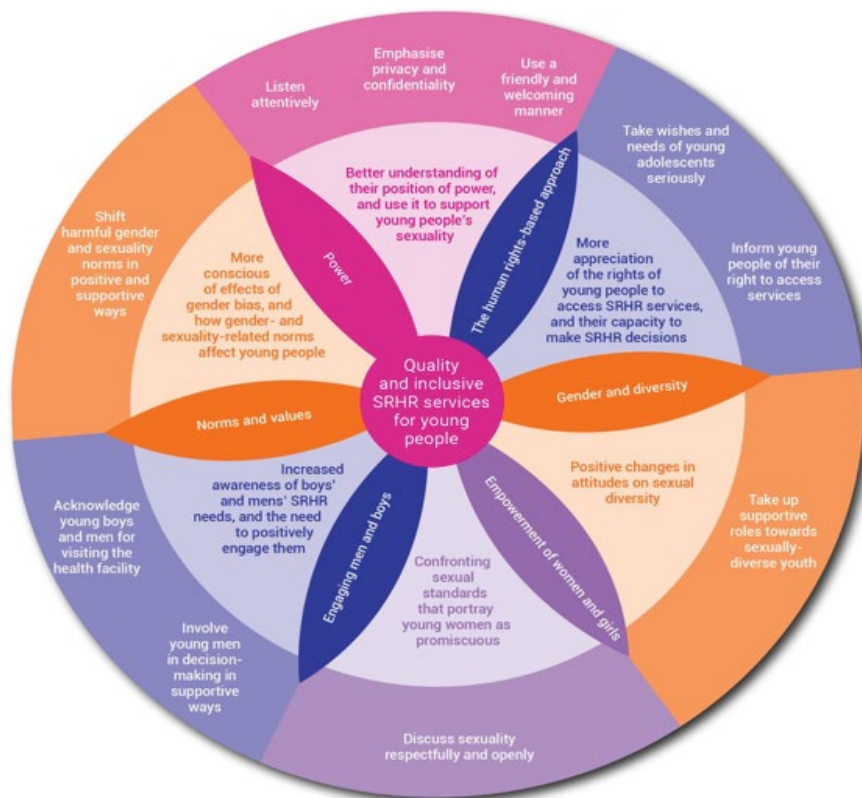 Emphasise
privacy and
confidentiality
Listen
attentively
Use a
friendly and
welcoming
manner
Take wishes and
needs of young
adolescents
seriously
Inform young
people of their
right to access
services
Take up
supportive
roles towards
sexually-
diverse youth
Discuss sexuality
respectfully and openly
Involve
young men
in decision-
making in
supportive
ways
Acknowledge
young boys
and men for
visiting the
health facility
Shift
harmful gender
and sexuality
norms in
positive and
supportive
ways
Better understanding of
their position of power,
and use it to support
young people's
sexuality
More
appreciation
of the rights of
young people to
access SRHR services,
and their capacity to
make SRHR decisions
Positive changes in
attitudes on sexual
diversity
Confronting
sexual
standards
that portray
young women as
promiscuous
Increased
awareness of boys'
and mens' SRHR
needs, and the need
to positively
engage them
More
conscious
of effects of
gender bias, and
how gender- and
sexuality-related norms
affect young people
Power
The human rights-based approach
Gender and diversity
Empowerment of women and girls
Engaging men and boys
Norms and values
Quality
and inclusive
SRHR services
for young
people